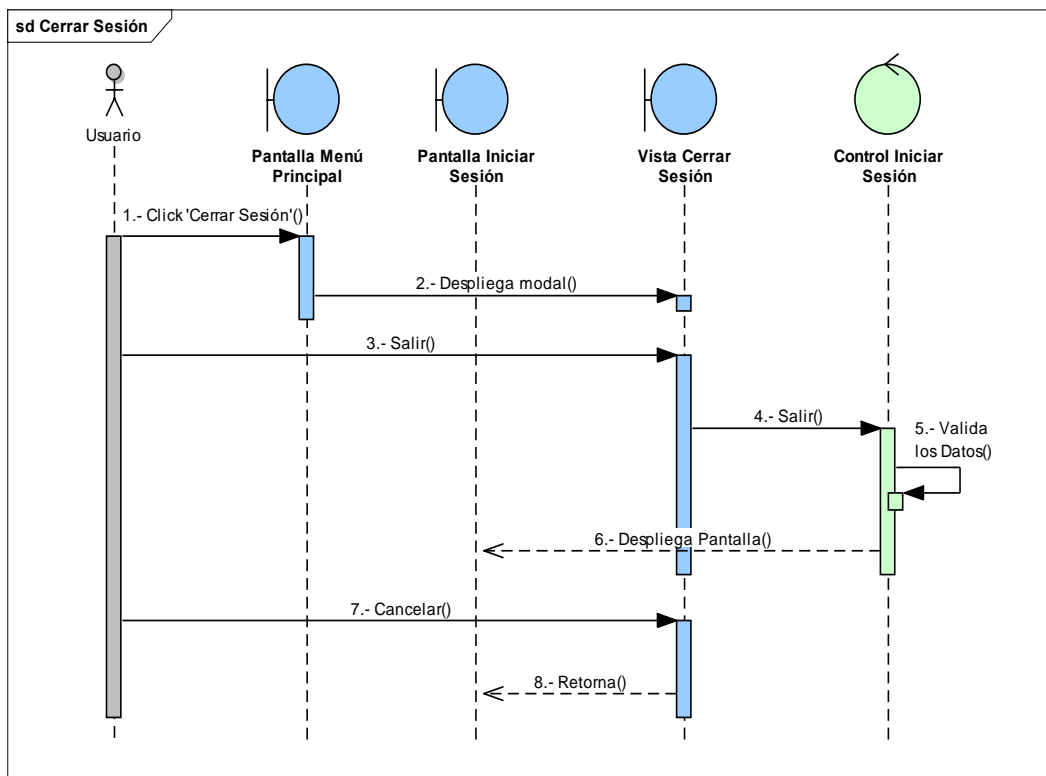 sd Cerrar Sesión
Usuario
Pantalla Menú
Principal
Pantalla Iniciar
Sesión
Vista Cerrar
Sesión
Control Iniciar
Sesión
1.- Click 'Cerrar Sesión'()
2.- Despliega modal()
3.- Salir()
4.- Salir()
5.- Valida
los Datos()
6.- Despliega Pantalla()
7.- Cancelar()
8.- Retorna()